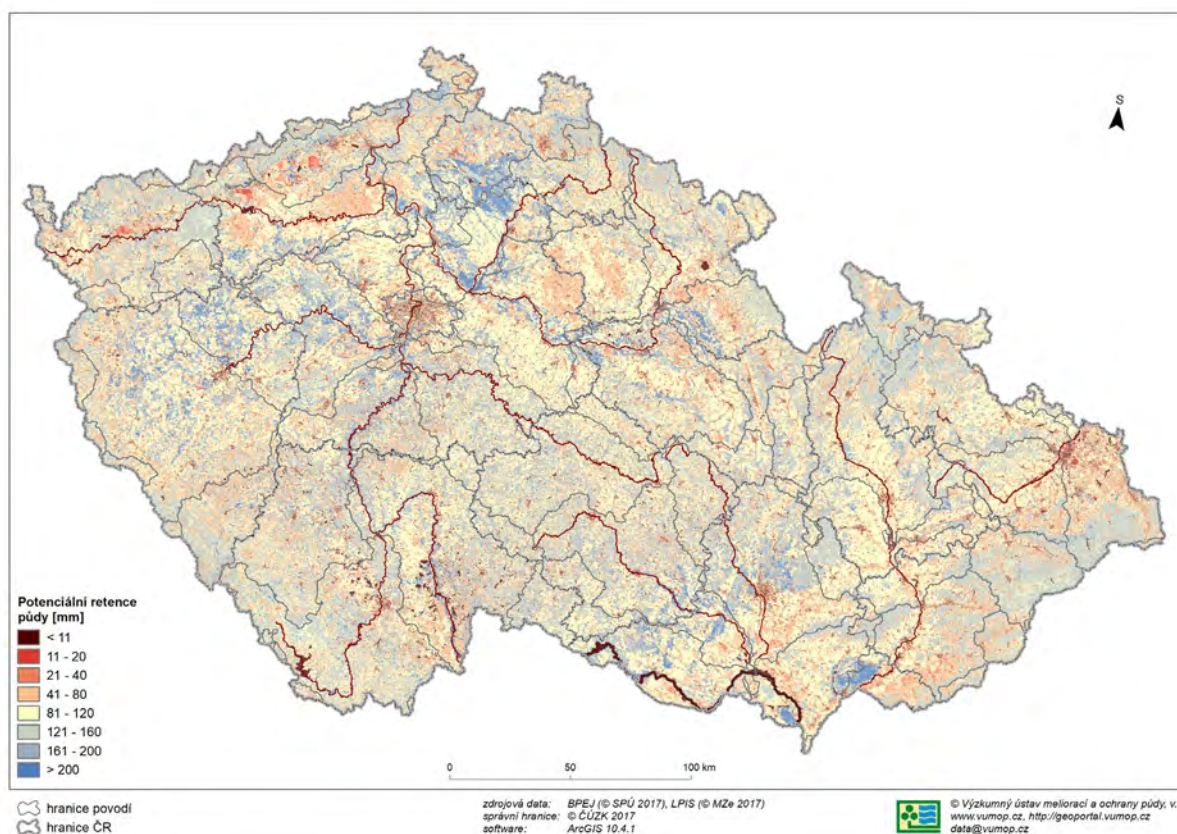 S
Potenciální retence
půdy [mm]
< 11
11 - 20
21 - 40
41 - 80
81 - 120
121 - 160
161 - 200
> 200
0 50 100 km
hranice povodí
hranice ČR
zdrojová data: BPEJ (© SPÚ 2017), LPIS (© MZe 2017)
správní hranice: © ČÚZK 2017
software: ArcGIS 10.4.1
© Výzkumný ústav meliorací a ochrany půdy, v.
www.vumop.cz, http://geoportal.vumop.cz
data@vumop.cz